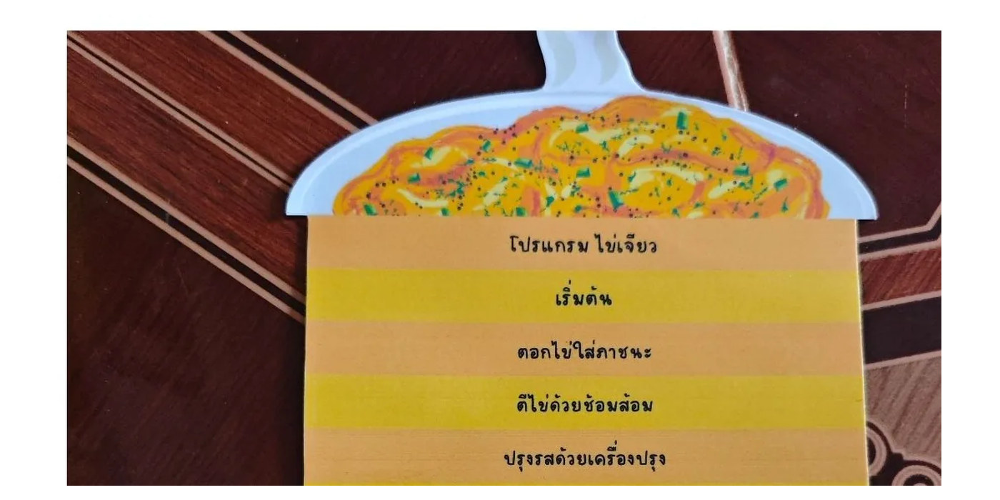 โปรแกรม ไข่เจียว
เริ่มต้น
ตอกไข่ใส่ภาชนะ
ตีไข่ด้วยช้อมส้อม
ปรุงรสด้วยเครื่องปรุง